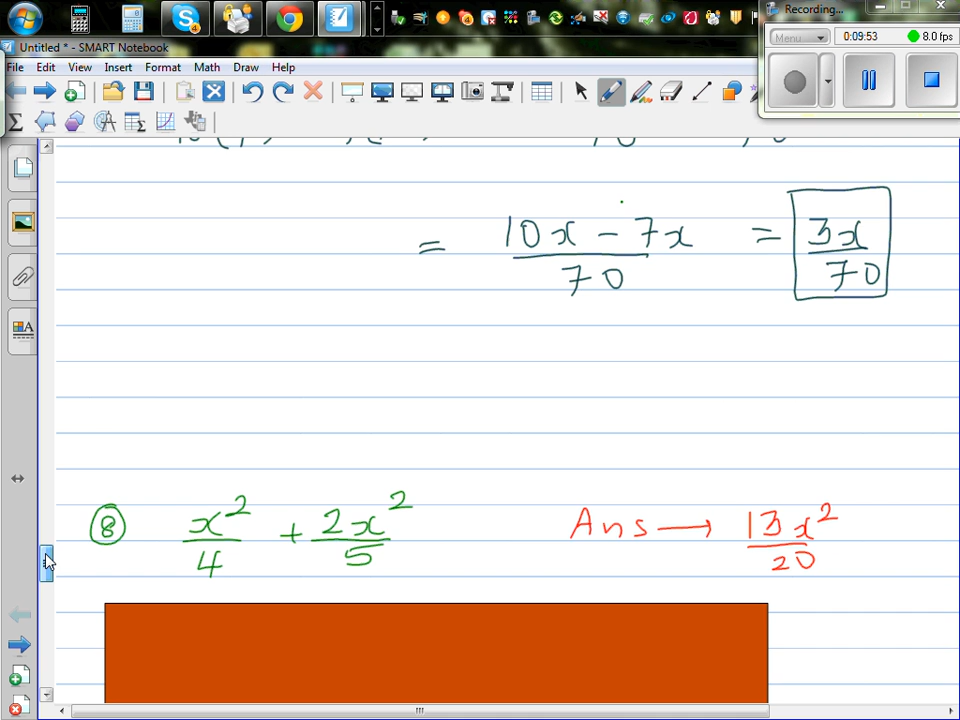 Recording...
Untitled * - SMART Notebook
Menu
0:09:53
8.0 fps
File Edit View Insert Format Math Draw Help
= 10x - 7x / 70 = 3x / 70
⑧ x² / 4 + 2x² / 5 Ans → 13x² / 20